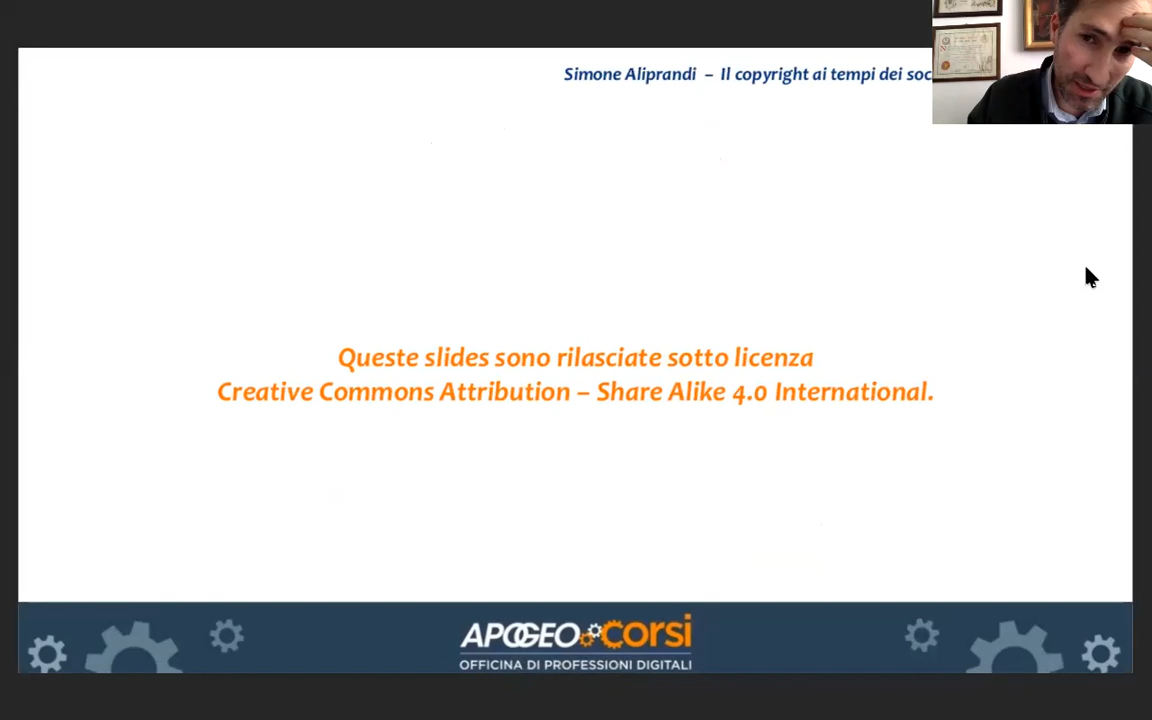 Simone Aliprandi – Il copyright ai tempi dei soc
Queste slides sono rilasciate sotto licenza
Creative Commons Attribution – Share Alike 4.0 International.
APOGEO CORSI
OFFICINA DI PROFESSIONI DIGITALI